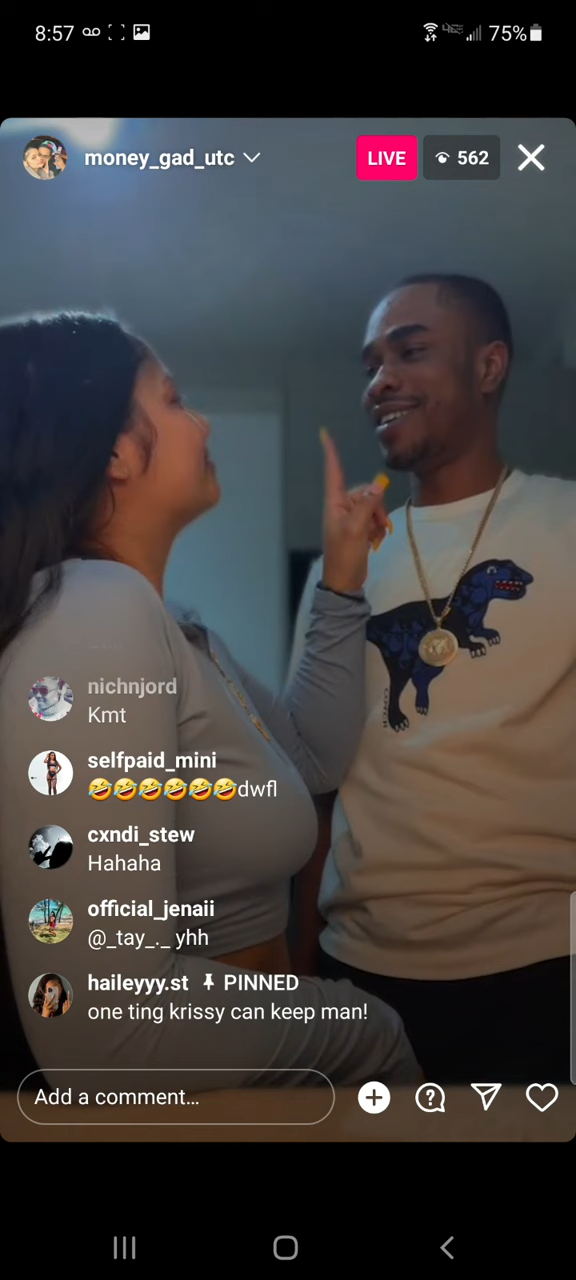 8:57
75%
money_gad_utc
LIVE
562
nichnjord
Kmt
selfpaid_mini
🤣🤣🤣🤣🤣🤣dwfl
cxndi_stew
Hahaha
official_jenaii
@_tay_._ yhh
haileyyy.st PINNED
one ting krissy can keep man!
Add a comment...